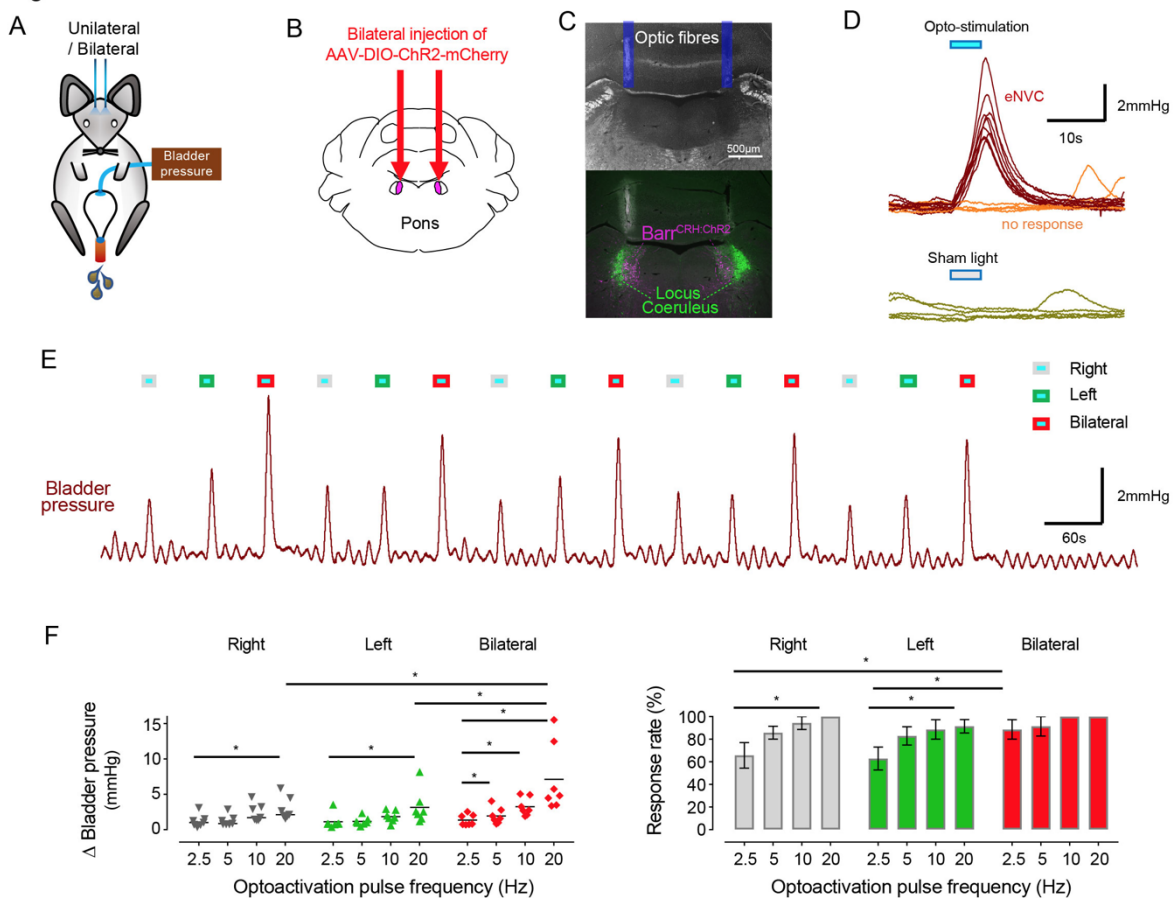 A
Unilateral
/ Bilateral
Bladder
pressure
B
Bilateral injection of
AAV-DIO-ChR2-mCherry
Pons
C
Optic fibres
500µm
Barr^CRH:ChR2
Locus
Coeruleus
D
Opto-stimulation
eNVC
2mmHg
10s
no response
Sham light
E
Right
Left
Bilateral
Bladder
pressure
2mmHg
60s
F
Right Left Bilateral
*
*
*
* * *
*
Δ Bladder pressure
(mmHg)
15
10
5
0
2.5 5 10 20 2.5 5 10 20 2.5 5 10 20
Optoactivation pulse frequency (Hz)
Right Left Bilateral
*
*
* *
Response rate (%)
100
80
60
40
20
0
2.5 5 10 20 2.5 5 10 20 2.5 5 10 20
Optoactivation pulse frequency (Hz)